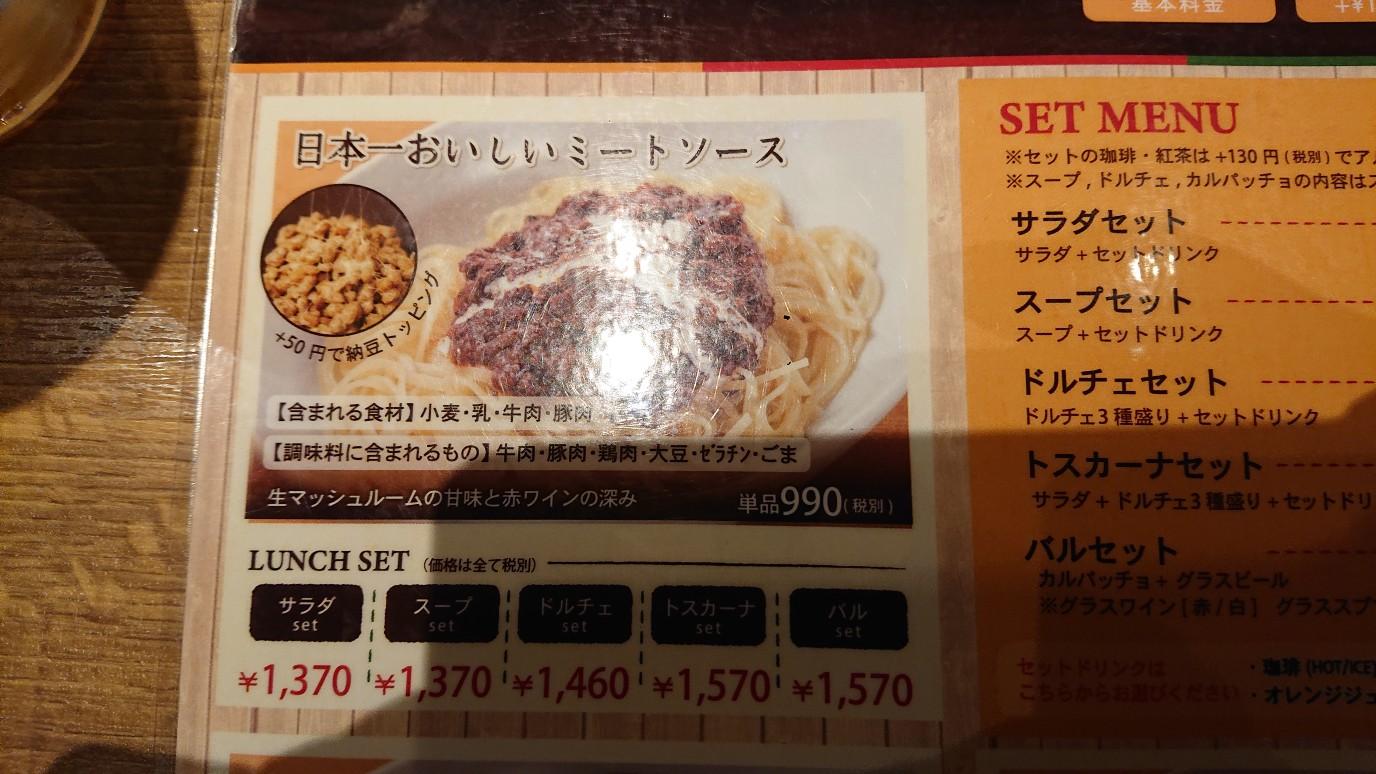 基本料金
日本一おいしいミートソース
+50円で納豆トッピング
【含まれる食材】小麦・乳・牛肉・豚肉
【調味料に含まれるもの】牛肉・豚肉・鶏肉・大豆・ゼラチン・ごま
生マッシュルームの甘味と赤ワインの深み 単品990(税別)
LUNCH SET (価格は全て税別)
サラダ set
スープ set
ドルチェ set
トスカーナ set
バル set
¥1,370 ¥1,370 ¥1,460 ¥1,570 ¥1,570
SET MENU
※セットの珈琲・紅茶は+130円(税別)でア
※スープ,ドルチェ,カルパッチョの内容は
サラダセット
サラダ+セットドリンク
スープセット
スープ+セットドリンク
ドルチェセット
ドルチェ3種盛り+セットドリンク
トスカーナセット
サラダ+ドルチェ3種盛り+セットドリ
バルセット
カルパッチョ+ グラスビール
※グラスワイン[赤/白] グラススプ
セットドリンクは
こちらからお選びください
・珈琲 (HOT/ICE)
・オレンジジュ